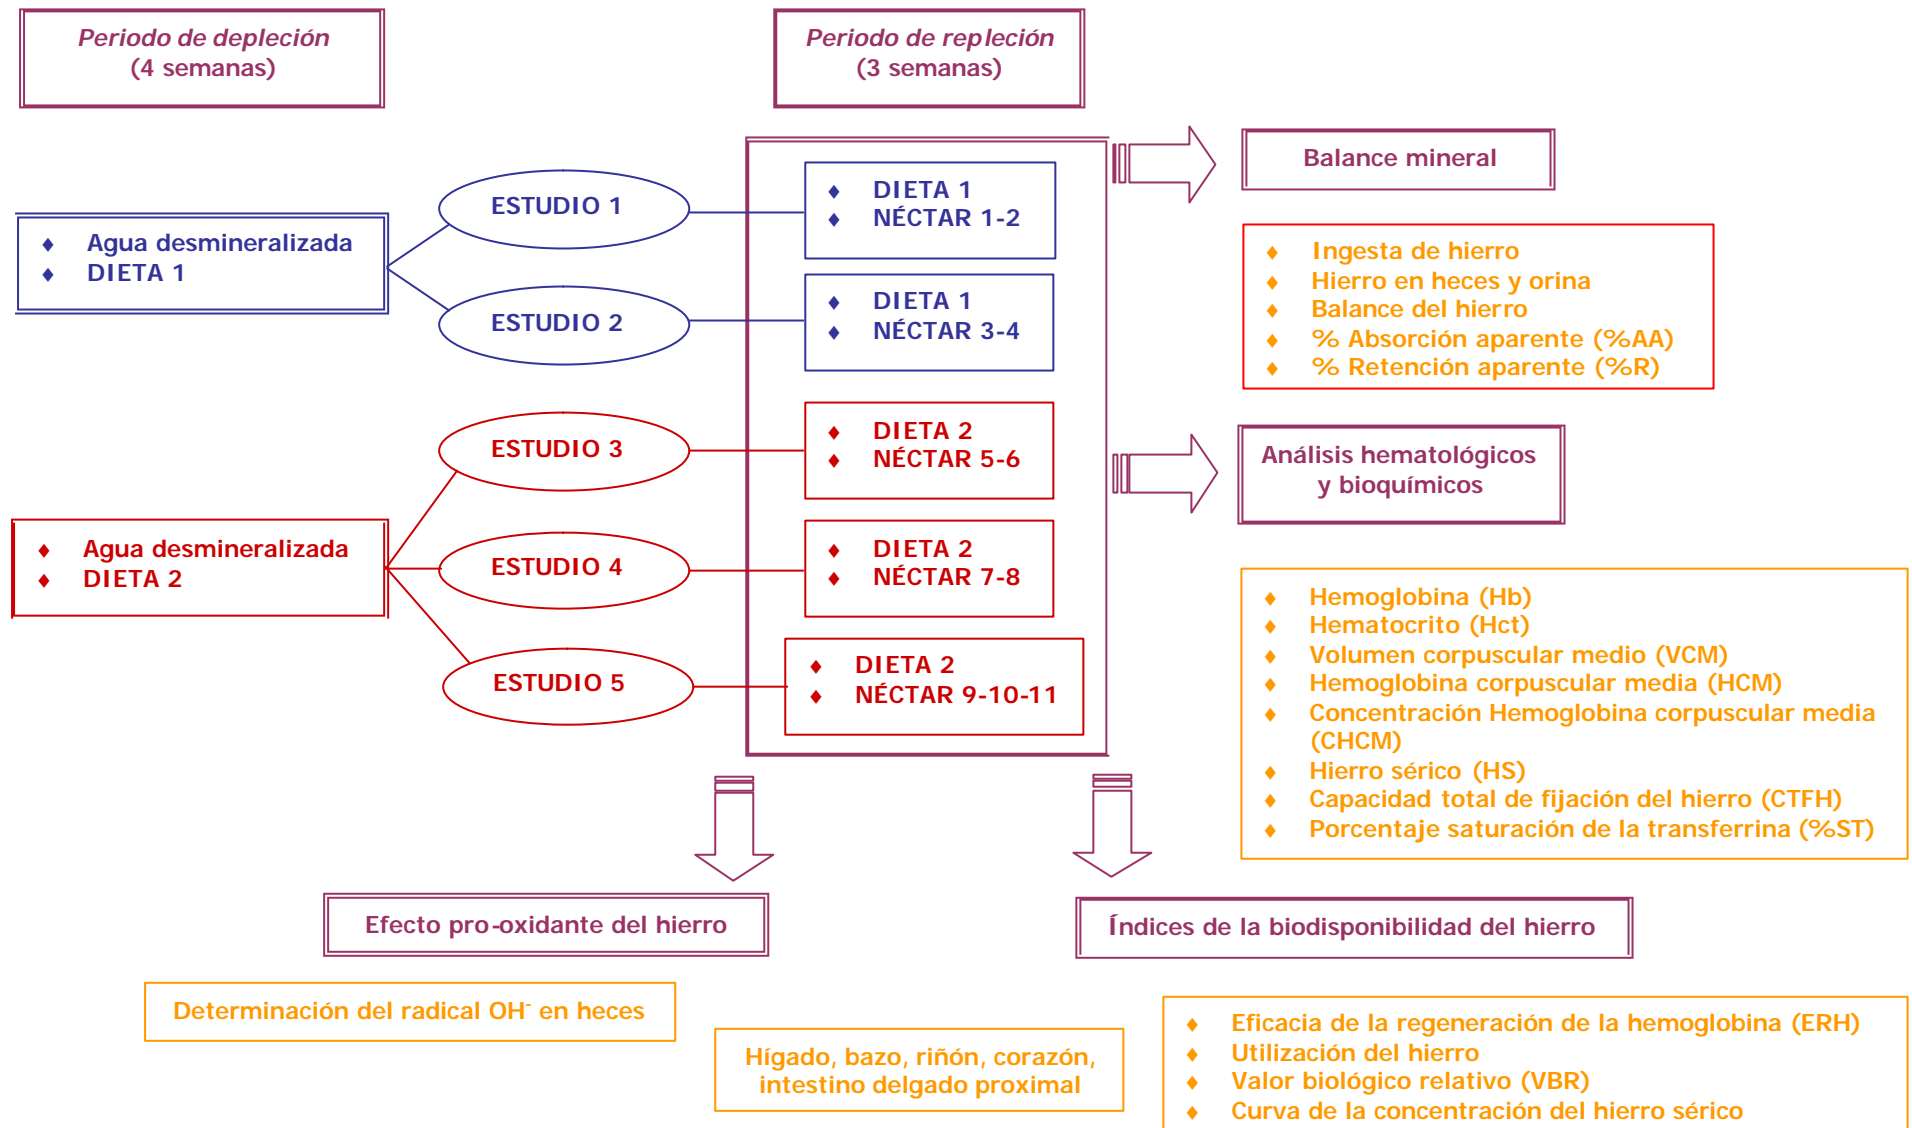 Periodo de depleción
(4 semanas)
Periodo de repleción
(3 semanas)
Balance mineral
♦ Agua desmineralizada
♦ DIETA 1
ESTUDIO 1
♦ DIETA 1
♦ NÉCTAR 1-2
ESTUDIO 2
♦ DIETA 1
♦ NÉCTAR 3-4
♦ Ingesta de hierro
♦ Hierro en heces y orina
♦ Balance del hierro
♦ % Absorción aparente (%AA)
♦ % Retención aparente (%R)
♦ Agua desmineralizada
♦ DIETA 2
ESTUDIO 3
♦ DIETA 2
♦ NÉCTAR 5-6
ESTUDIO 4
♦ DIETA 2
♦ NÉCTAR 7-8
ESTUDIO 5
♦ DIETA 2
♦ NÉCTAR 9-10-11
Análisis hematológicos
y bioquímicos
♦ Hemoglobina (Hb)
♦ Hematocrito (Hct)
♦ Volumen corpuscular medio (VCM)
♦ Hemoglobina corpuscular media (HCM)
♦ Concentración Hemoglobina corpuscular media
(CHCM)
♦ Hierro sérico (HS)
♦ Capacidad total de fijación del hierro (CTFH)
♦ Porcentaje saturación de la transferrina (%ST)
Efecto pro-oxidante del hierro
Índices de la biodisponibilidad del hierro
Determinación del radical OH⁻ en heces
Hígado, bazo, riñón, corazón,
intestino delgado proximal
♦ Eficacia de la regeneración de la hemoglobina (ERH)
♦ Utilización del hierro
♦ Valor biológico relativo (VBR)
♦ Curva de la concentración del hierro sérico